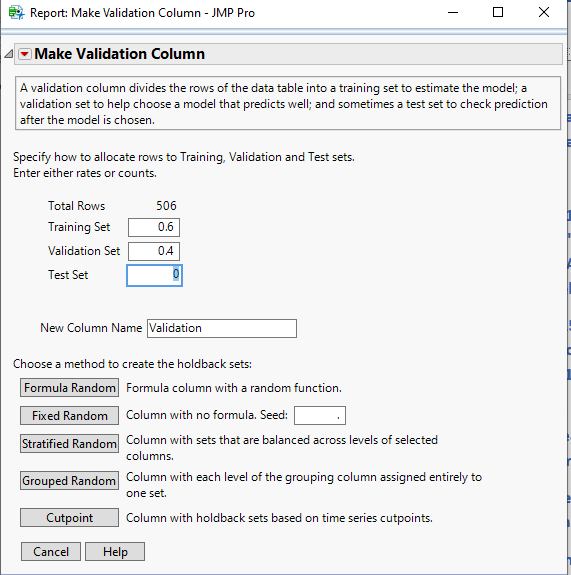 Report: Make Validation Column - JMP Pro
Make Validation Column
A validation column divides the rows of the data table into a training set to estimate the model; a
validation set to help choose a model that predicts well; and sometimes a test set to check prediction
after the model is chosen.
Specify how to allocate rows to Training, Validation and Test sets.
Enter either rates or counts.
Total Rows 506
Training Set 0.6
Validation Set 0.4
Test Set 0
New Column Name Validation
Choose a method to create the holdback sets:
Formula Random Formula column with a random function.
Fixed Random Column with no formula. Seed: .
Stratified Random Column with sets that are balanced across levels of selected
columns.
Grouped Random Column with each level of the grouping column assigned entirely to
one set.
Cutpoint Column with holdback sets based on time series cutpoints.
Cancel Help